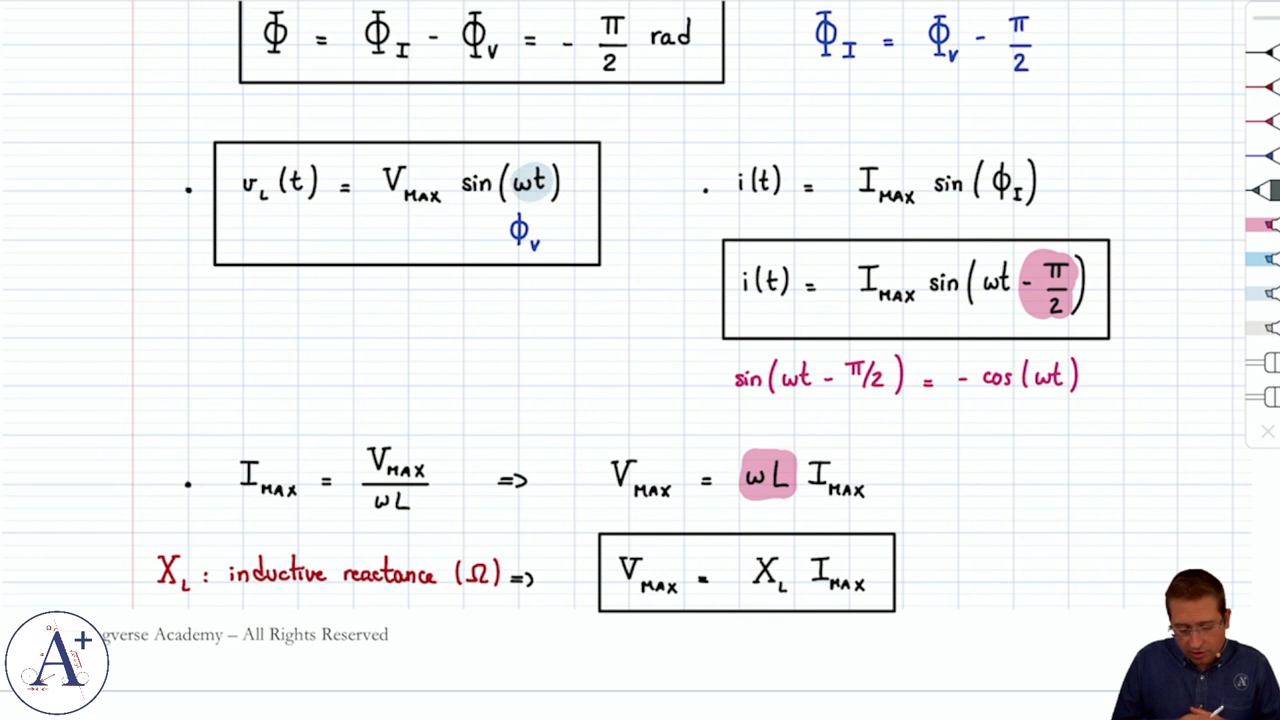 Φ = Φ_I - Φ_V = - π/2 rad
Φ_I = Φ_V - π/2
. v_L(t) = V_MAX sin(ωt)
ϕ_V
. i(t) = I_MAX sin(ϕ_I)
i(t) = I_MAX sin(ωt - π/2)
sin(ωt - π/2) = - cos(ωt)
. I_MAX = V_MAX/ωL => V_MAX = ωL I_MAX
X_L : inductive reactance (Ω) => V_MAX = X_L I_MAX
gverse Academy – All Rights Reserved
A+